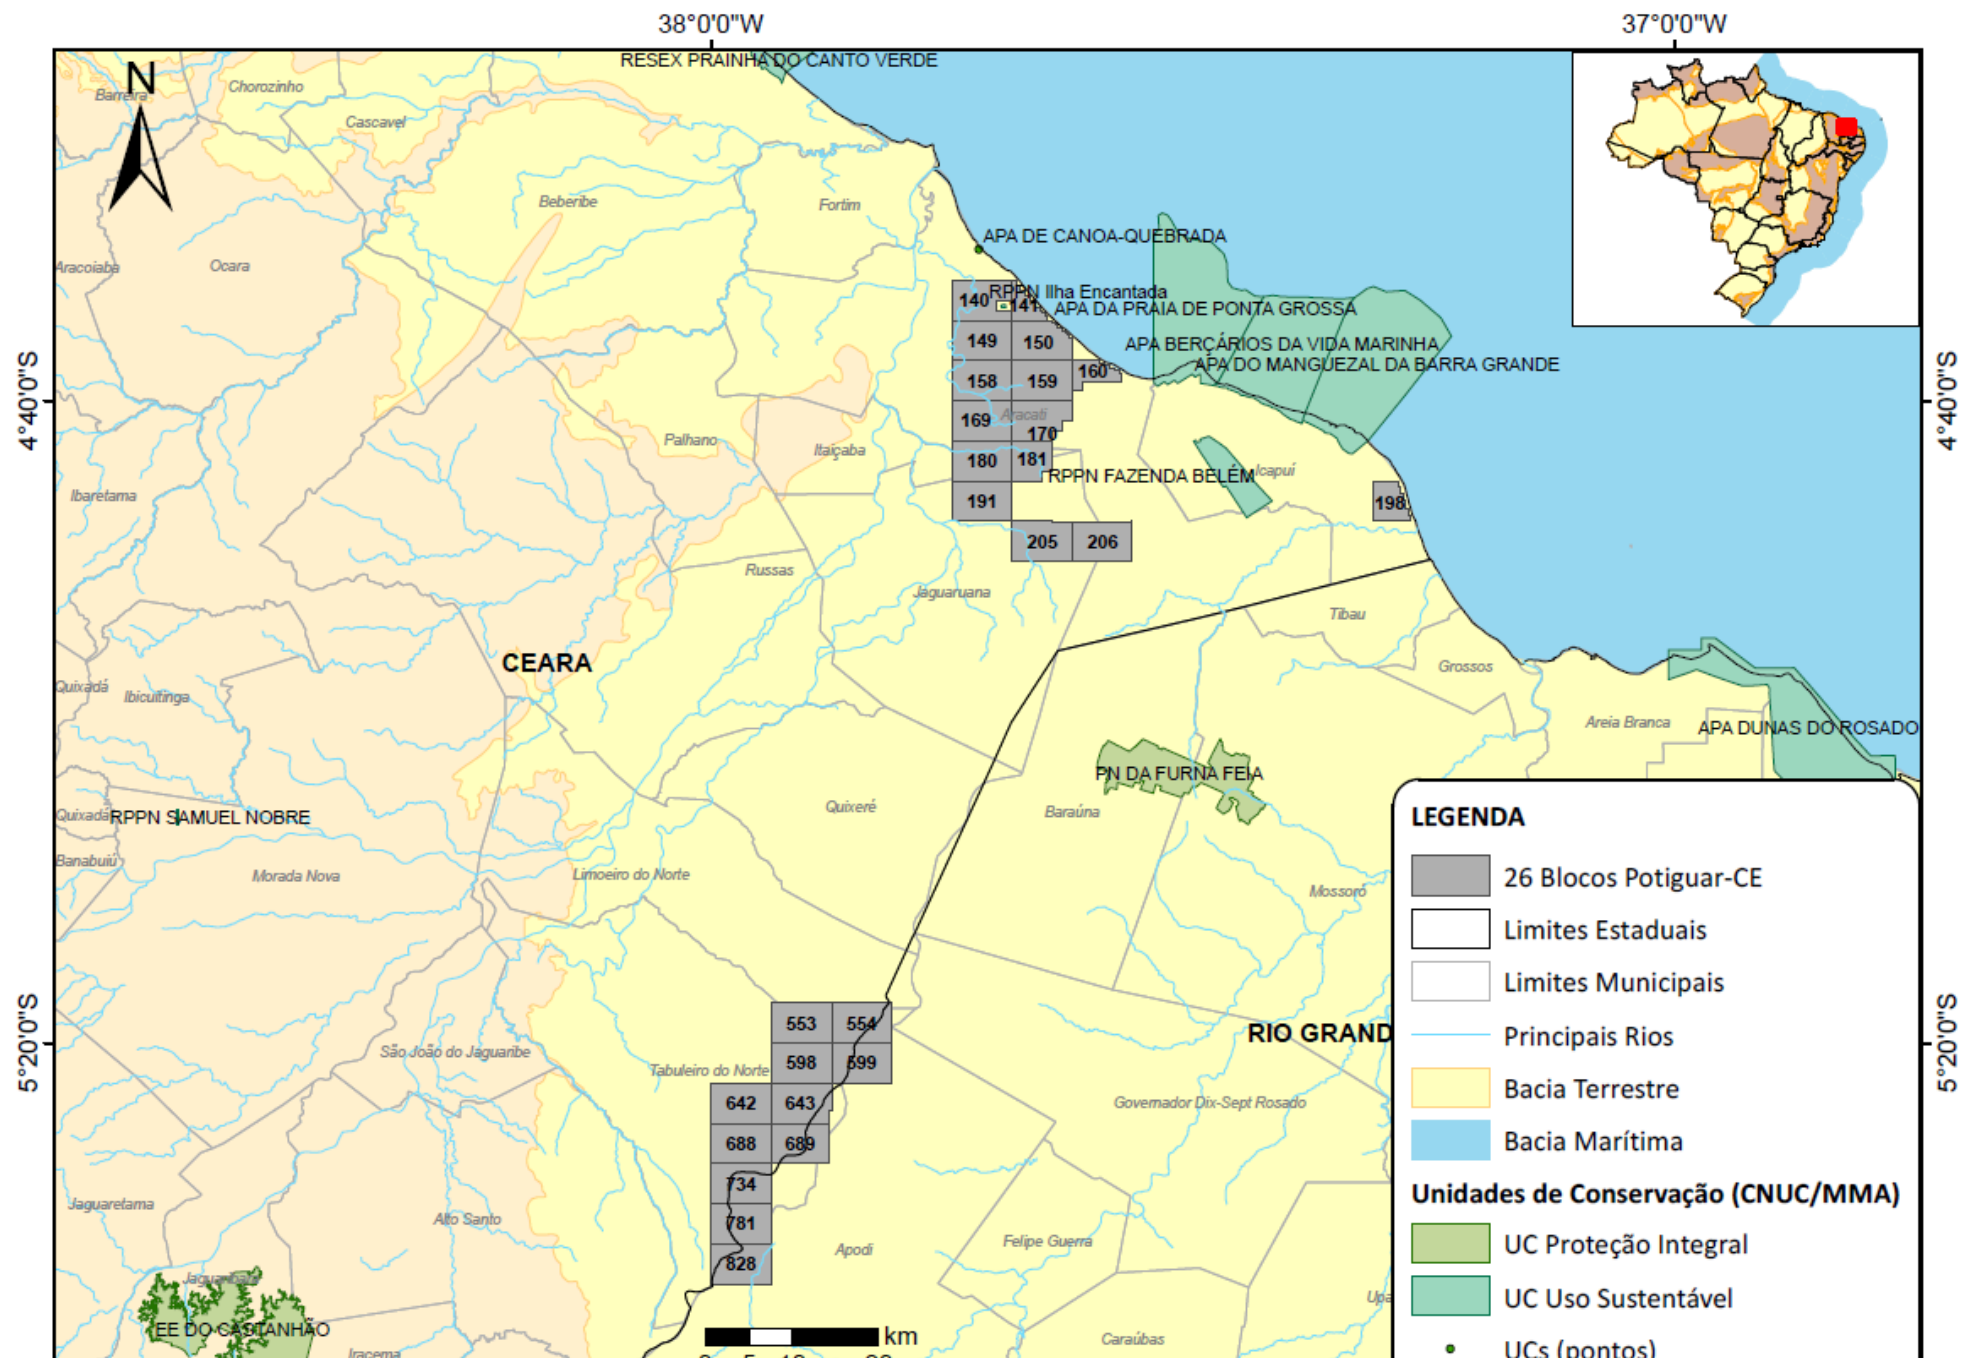 38°0'0"W
37°0'0"W
RESEX PRAINHA DO CANTO VERDE
N
Barreira
Chorozinho
Cascavel
Beberibe
Fortim
APA DE CANOA-QUEBRADA
Aracoiaba
Ocara
RPPN Ilha Encantada
140
141
APA DA PRAIA DE PONTA GROSSA
149
150
APA BERÇÁRIOS DA VIDA MARINHA
APA DO MANGUEZAL DA BARRA GRANDE
158
159
160
4°40'0"S
4°40'0"S
169
Aracati
170
Palhano
Itaiçaba
180
181
RPPN FAZENDA BELÉM
Icapuí
Ibaretama
191
198
205
206
Russas
Jaguaruana
Tibau
CEARA
Grossos
Quixadá
Ibicuitinga
Areia Branca
APA DUNAS DO ROSADO
PN DA FURNA FEIA
Quixeré
Baraúna
Quixadá
RPPN SAMUEL NOBRE
Banabuiú
Morada Nova
Limoeiro do Norte
Mossoró
553
554
RIO GRAND
5°20'0"S
5°20'0"S
São João do Jaguaribe
Tabuleiro do Norte
598
599
642
643
Governador Dix-Sept Rosado
688
689
734
Jaguaretama
Alto Santo
781
Apodi
Felipe Guerra
828
Jaguaribara
Upa
EE DO CASTANHÃO
Iracema
Caraúbas
km
LEGENDA
26 Blocos Potiguar-CE
Limites Estaduais
Limites Municipais
Principais Rios
Bacia Terrestre
Bacia Marítima
Unidades de Conservação (CNUC/MMA)
UC Proteção Integral
UC Uso Sustentável
UCs (pontos)